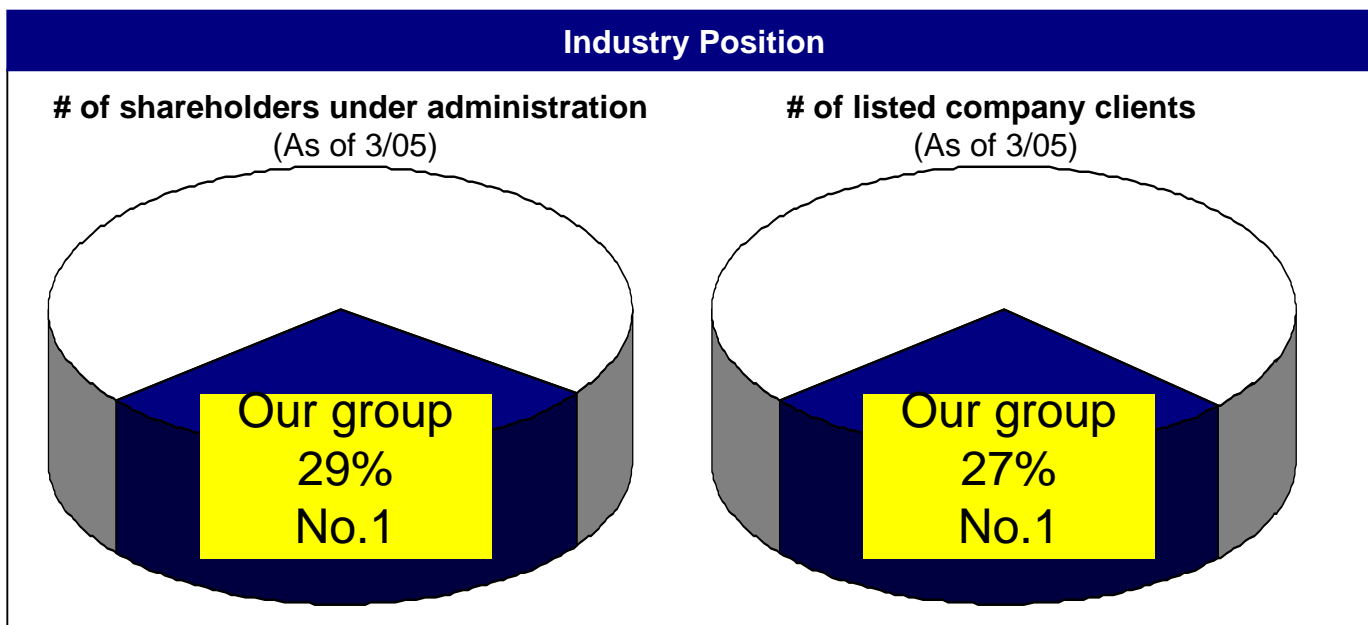 Industry Position
# of shareholders under administration
(As of 3/05)
Our group
29%
No.1
# of listed company clients
(As of 3/05)
Our group
27%
No.1